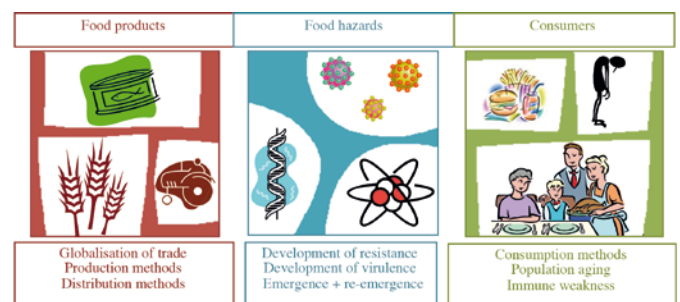 Food products
Food hazards
Consumers
Globalisation of trade
Production methods
Distribution methods
Development of resistance
Development of virulence
Emergence + re-emergence
Consumption methods
Population aging
Immune weakness